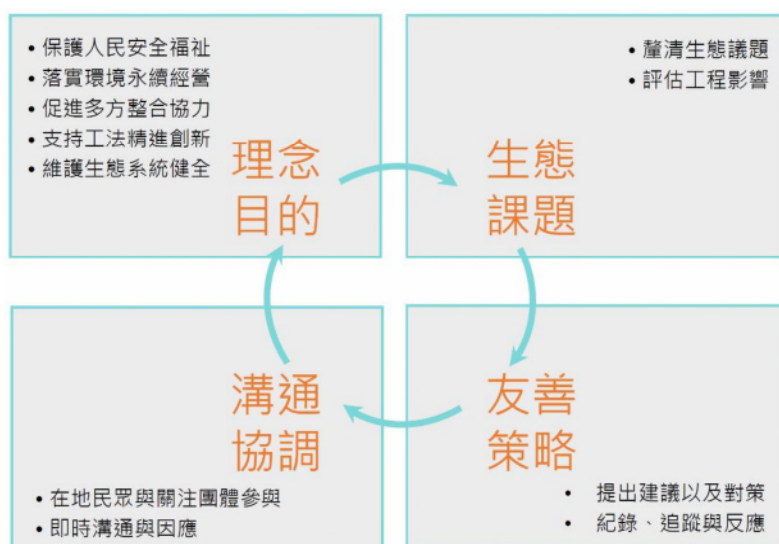 • 保護人民安全福祉
• 落實環境永續經營
• 促進多方整合協力
• 支持工法精進創新
• 維護生態系統健全
理念
目的
• 釐清生態議題
• 評估工程影響
生態
課題
溝通
協調
• 在地民眾與關注團體參與
• 即時溝通與因應
友善
策略
• 提出建議以及對策
• 紀錄、追蹤與反應